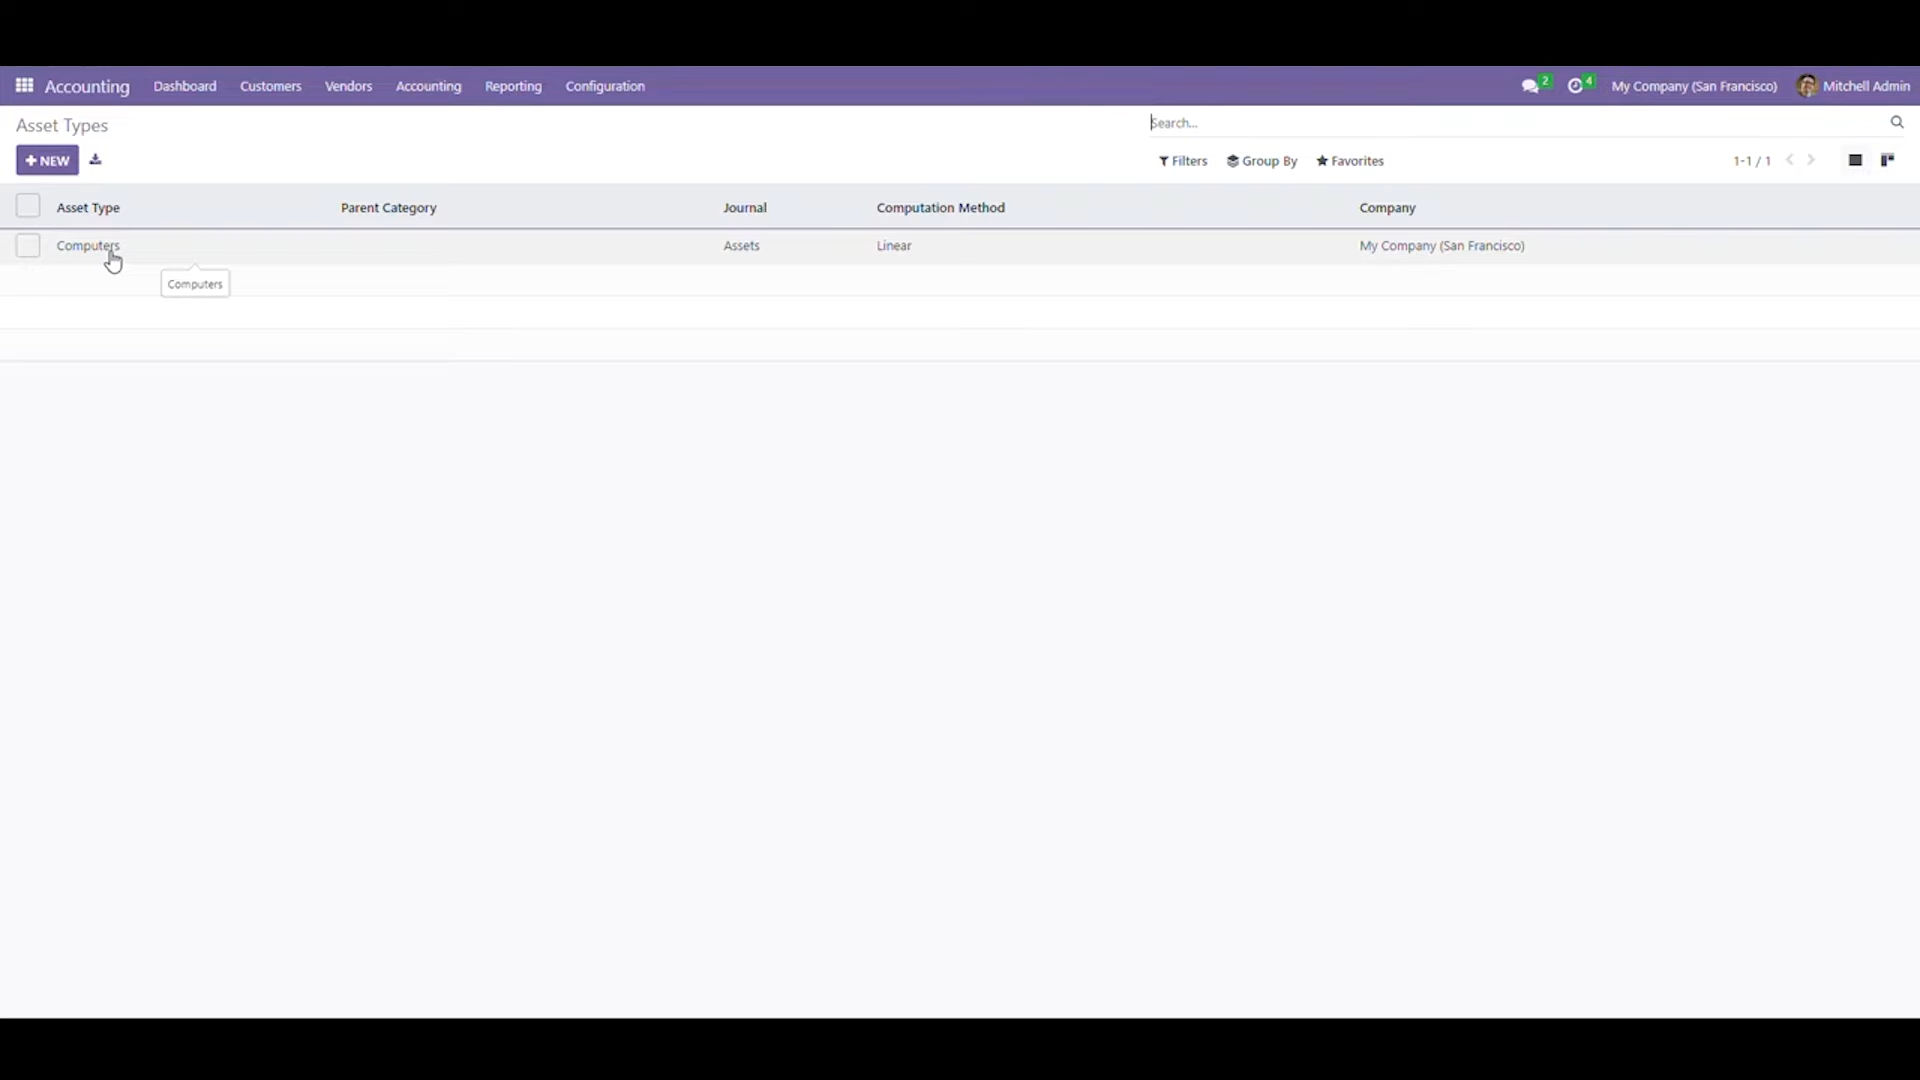 Accounting Dashboard Customers Vendors Accounting Reporting Configuration 2 4 My Company (San Francisco) Mitchell Admin
Asset Types Search...
NEW Filters Group By Favorites 1-1 / 1
Asset Type Parent Category Journal Computation Method Company
Computers Assets Linear My Company (San Francisco)
Computers